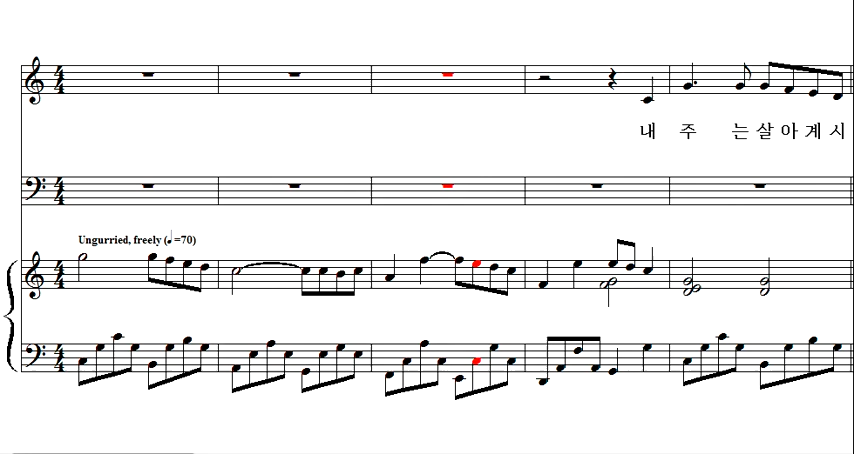 내 주 는 살 아 계 시
Ungurried, freely (♩=70)